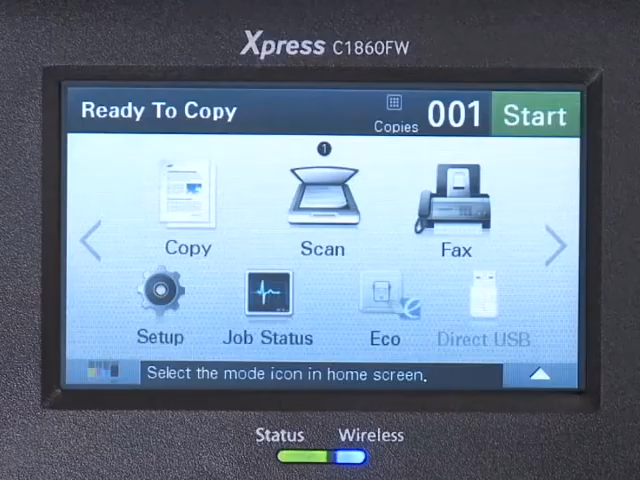 Xpress C1860FW
Ready To Copy
Copies 001 Start
1
Copy Scan Fax
Setup Job Status Eco Direct USB
Select the mode icon in home screen.
Status Wireless